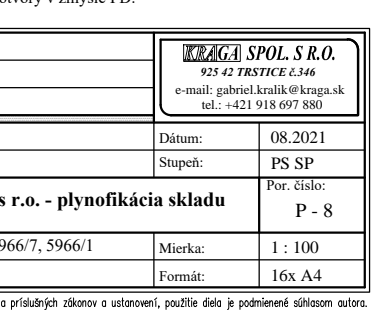 otvory v zmysle PD.
KRAGA SPOL. S R.O.
925 42 TRSTICE č.346
e-mail: gabriel.kralik@kraga.sk
tel.: +421 918 697 880
Dátum: 08.2021
Stupeň: PS SP
s r.o. - plynofikácia skladu
Por. číslo:
P - 8
966/7, 5966/1
Mierka: 1 : 100
Formát: 16x A4
a príslušných zákonov a ustanovení, použitie diela je podmienené súhlasom autora.